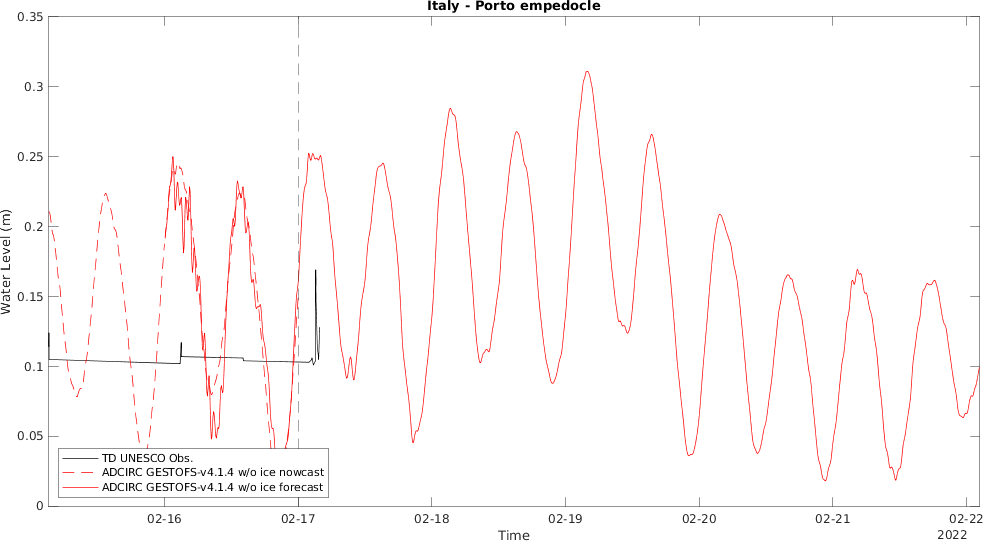 Italy - Porto empedocle
Water Level (m)
0.35
0.3
0.25
0.2
0.15
0.1
0.05
0
TD UNESCO Obs.
ADCIRC GESTOFS-v4.1.4 w/o ice nowcast
ADCIRC GESTOFS-v4.1.4 w/o ice forecast
02-16 02-17 02-18 02-19 02-20 02-21 02-22
2022
Time